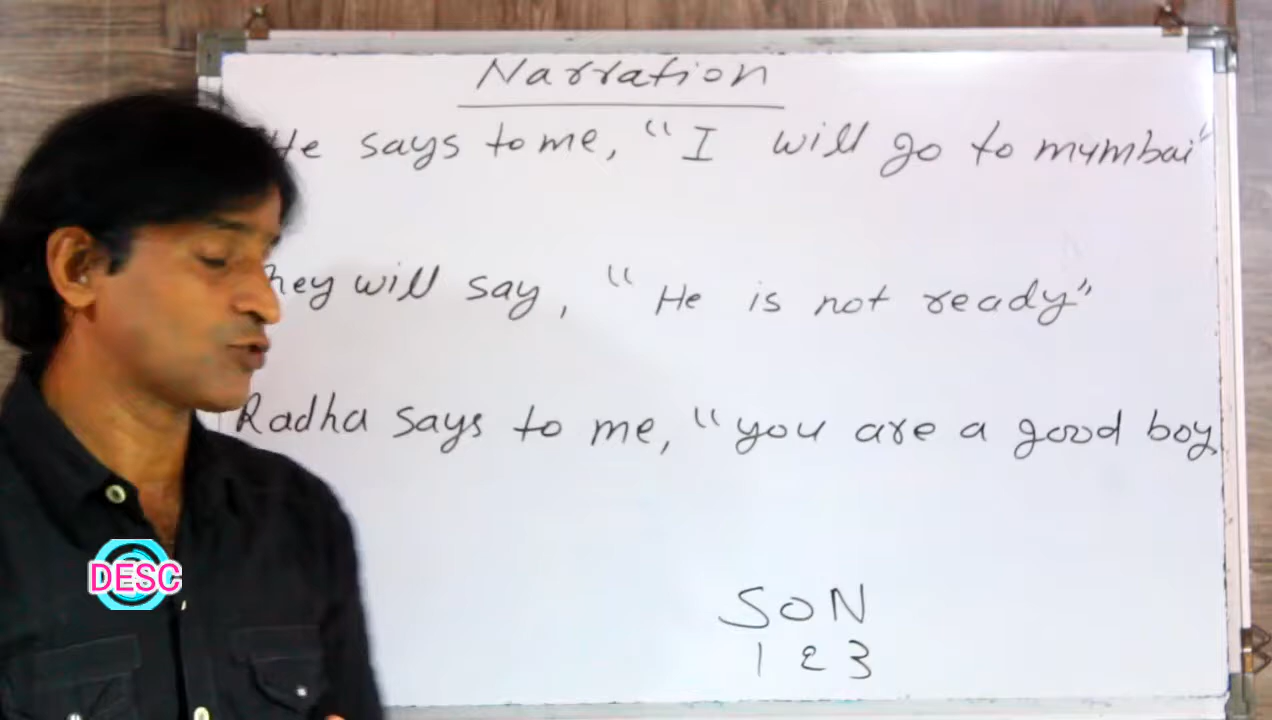 Narration
He says to me, "I will go to mumbai"
hey will say, "He is not ready"
Radha says to me, "you are a good boy
DESC
SON
1 2 3